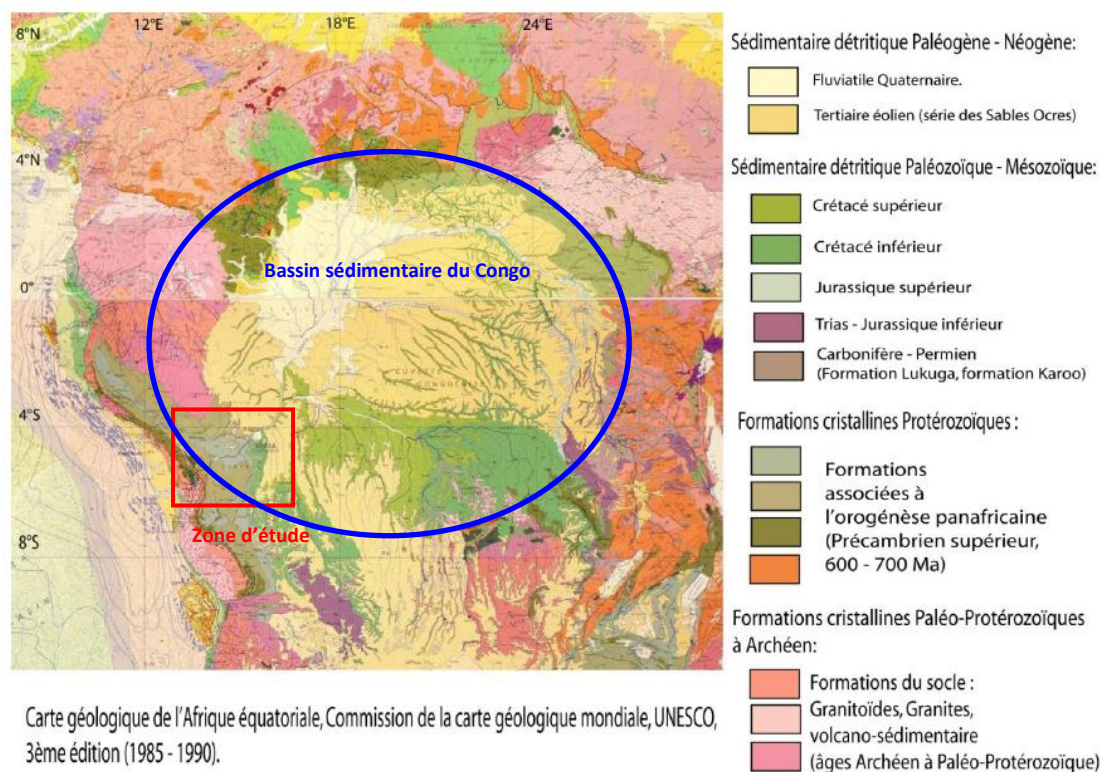 8°N
12°E
18°E
24°E
4°N
0°
4°S
8°S
Bassin sédimentaire du Congo
CUVETTE
CONGOLAISE
Zone d'étude
Sédimentaire détritique Paléogène - Néogène:
Fluviatile Quaternaire.
Tertiaire éolien (série des Sables Ocres)
Sédimentaire détritique Paléozoïque - Mésozoïque:
Crétacé supérieur
Crétacé inférieur
Jurassique supérieur
Trias - Jurassique inférieur
Carbonifère - Permien
(Formation Lukuga, formation Karoo)
Formations cristallines Protérozoïques :
Formations
associées à
l'orogénèse panafricaine
(Précambrien supérieur,
600 - 700 Ma)
Formations cristallines Paléo-Protérozoïques
à Archéen:
Formations du socle :
Granitoïdes, Granites,
volcano-sédimentaire
(âges Archéen à Paléo-Protérozoïque)
Carte géologique de l'Afrique équatoriale, Commission de la carte géologique mondiale, UNESCO,
3ème édition (1985 - 1990).